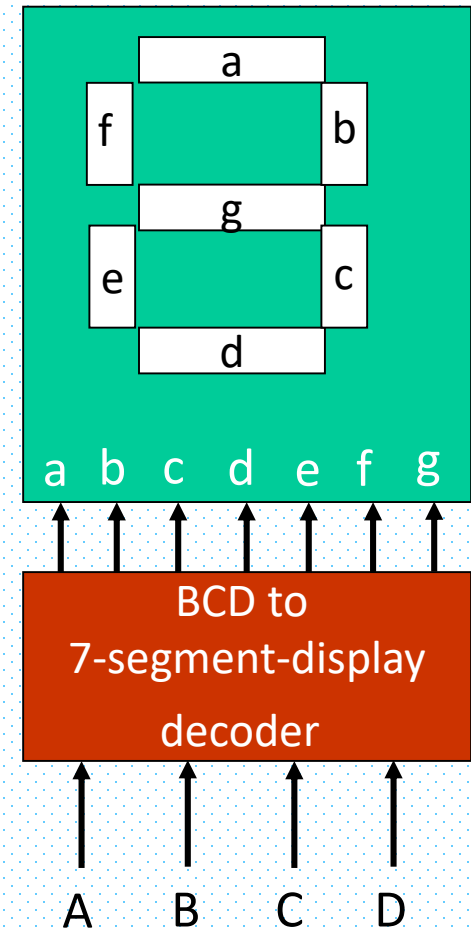 a
f b
g
e c
d
a b c d e f g
BCD to
7-segment-display
decoder
A B C D